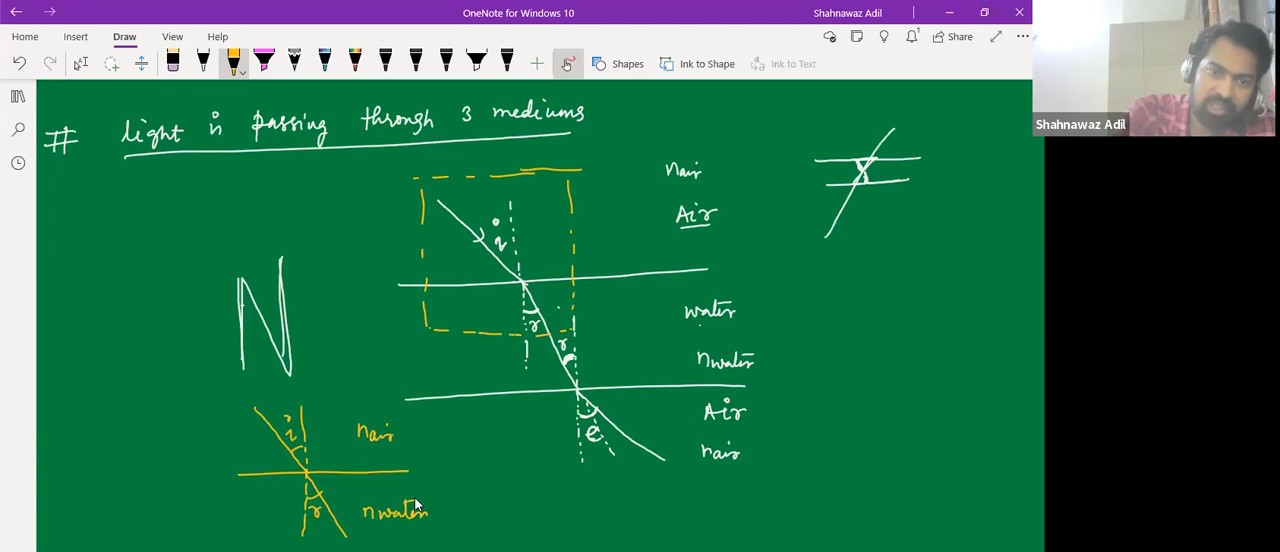 OneNote for Windows 10
Shahnawaz Adil
Home Insert Draw View Help
Share
Shapes
Ink to Shape
Ink to Text
Shahnawaz Adil
# light is passing through 3 mediums
nair
Air
i
water
r
r
nwater
N
Air
e
nair
i
nair
r
nwater